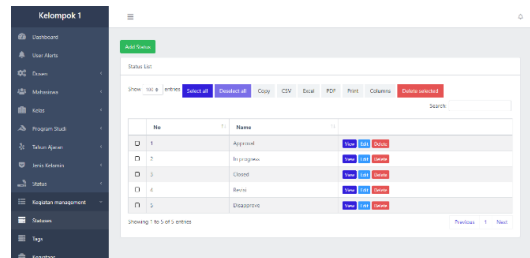 Kelompok 1
Dashboard
User Alerts
Dosen
Mahasiswa
Kelas
Program Studi
Tahun Ajaran
Jenis Kelamin
Status
Kegiatan management
Statuses
Tags
Kegiatan
Add Status
Status List
Show entries Select all Deselect all Copy CSV Excel PDF Print Columns Delete selected
Search:
No Name
1 Approval View Edit Delete
2 In progress View Edit Delete
3 Closed View Edit Delete
4 Revisi View Edit Delete
5 Disapprove View Edit Delete
Showing 1 to 5 of 5 entries
Previous 1 Next